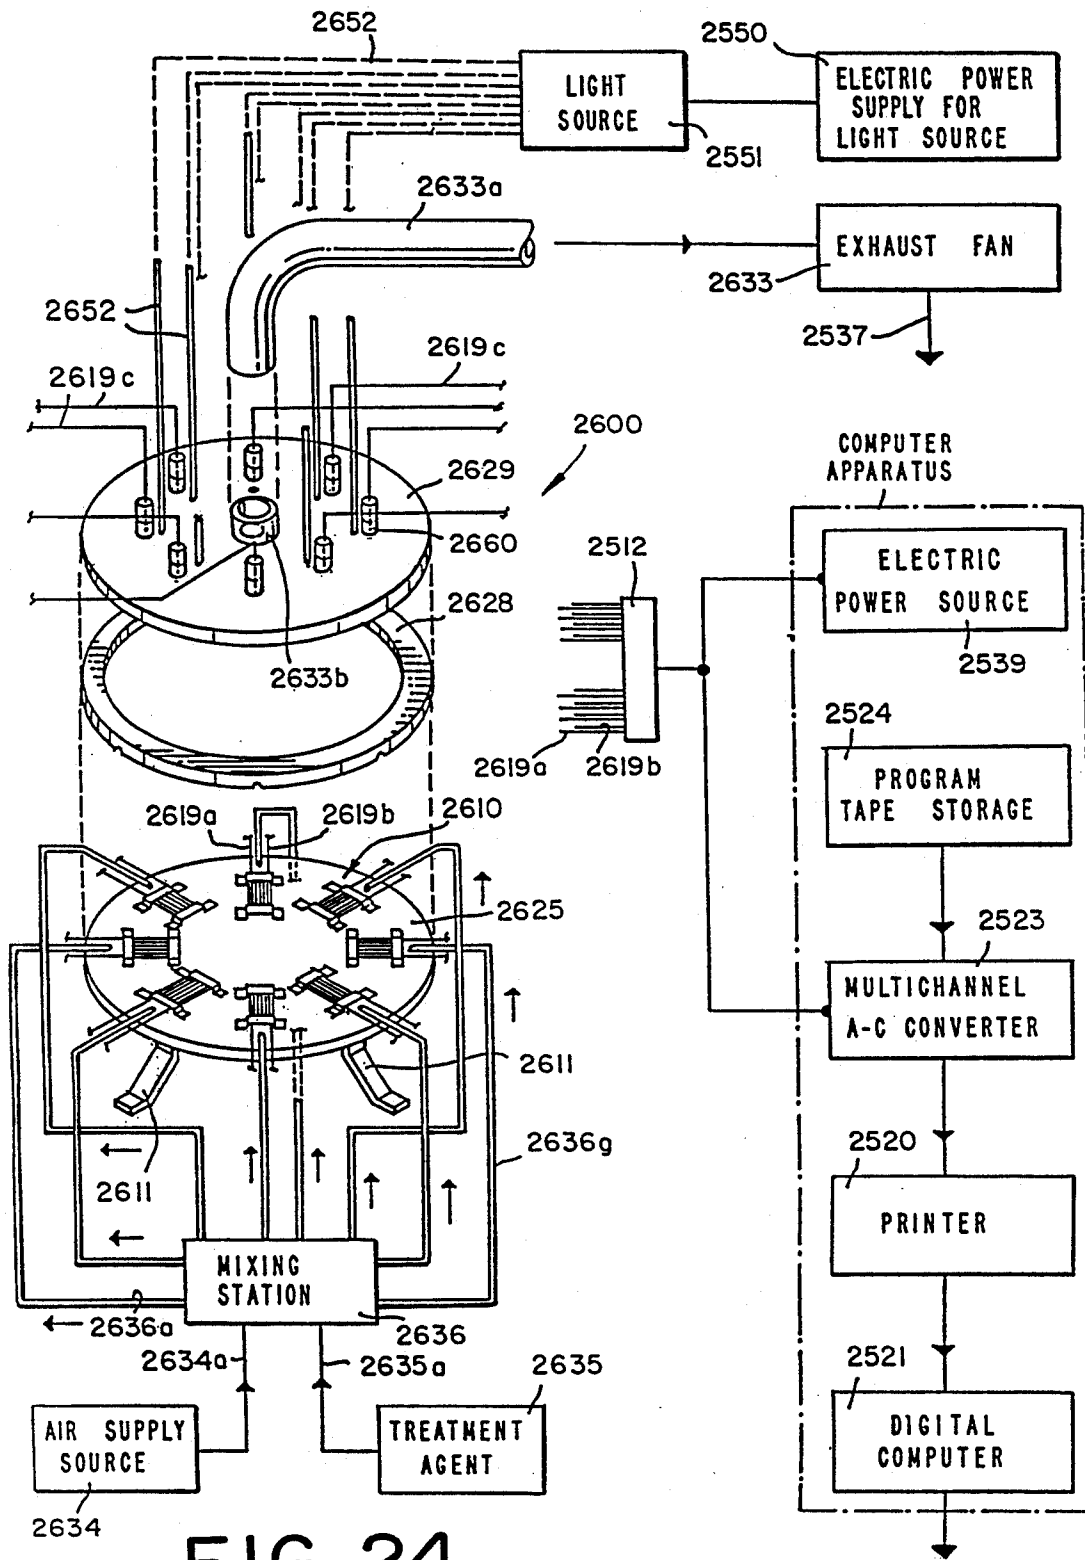 2652
LIGHT
SOURCE
2551
2550
ELECTRIC POWER
SUPPLY FOR
LIGHT SOURCE
2633a
EXHAUST FAN
2633
2537
2652
2619c
2619c
2600
2629
2660
2628
2633b
COMPUTER
APPARATUS
2512
ELECTRIC
POWER SOURCE
2539
2619a
2619b
2524
PROGRAM
TAPE STORAGE
2619a
2619b
2610
2625
2523
MULTICHANNEL
A-C CONVERTER
2611
2611
2636g
2520
PRINTER
MIXING
STATION
2636a
2636
2634a
2635a
2635
AIR SUPPLY
SOURCE
2634
TREATMENT
AGENT
2521
DIGITAL
COMPUTER
FIG. 24